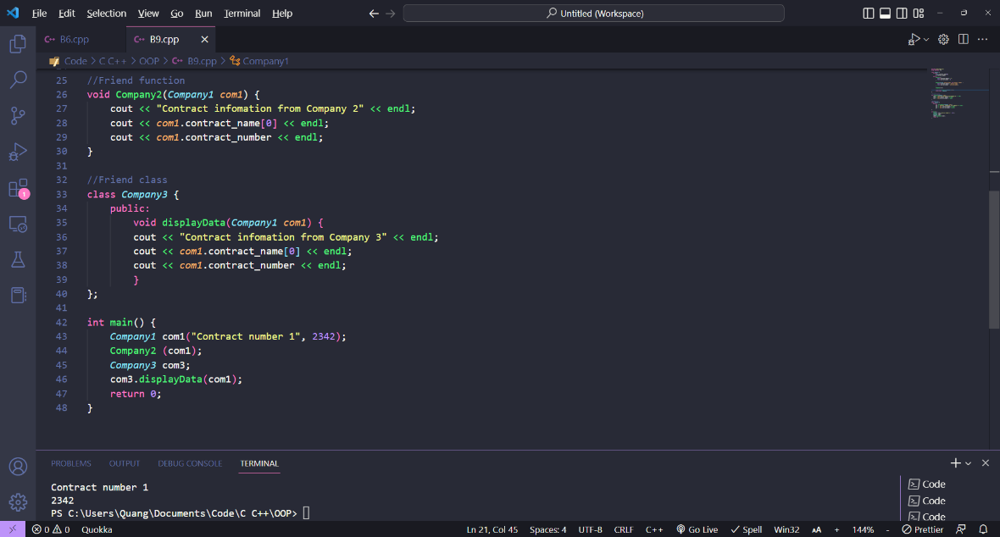 File Edit Selection View Go Run Terminal Help
Untitled (Workspace)
B6.cpp
B9.cpp
Code > C C++ > OOP > B9.cpp > Company1
25 //Friend function
26 void Company2(Company1 com1) {
27 cout << "Contract infomation from Company 2" << endl;
28 cout << com1.contract_name[0] << endl;
29 cout << com1.contract_number << endl;
30 }
31
32 //Friend class
33 class Company3 {
34 public:
35 void displayData(Company1 com1) {
36 cout << "Contract infomation from Company 3" << endl;
37 cout << com1.contract_name[0] << endl;
38 cout << com1.contract_number << endl;
39 }
40 };
41
42 int main() {
43 Company1 com1("Contract number 1", 2342);
44 Company2 (com1);
45 Company3 com3;
46 com3.displayData(com1);
47 return 0;
48 }
1
PROBLEMS OUTPUT DEBUG CONSOLE TERMINAL
Contract number 1
2342
PS C:\Users\Quang\Documents\Code\C C++\OOP>
Code
Code
Code
0 0 Quokka Ln 21, Col 45 Spaces: 4 UTF-8 CRLF C++ Go Live Spell Win32 AA + 144% - Prettier